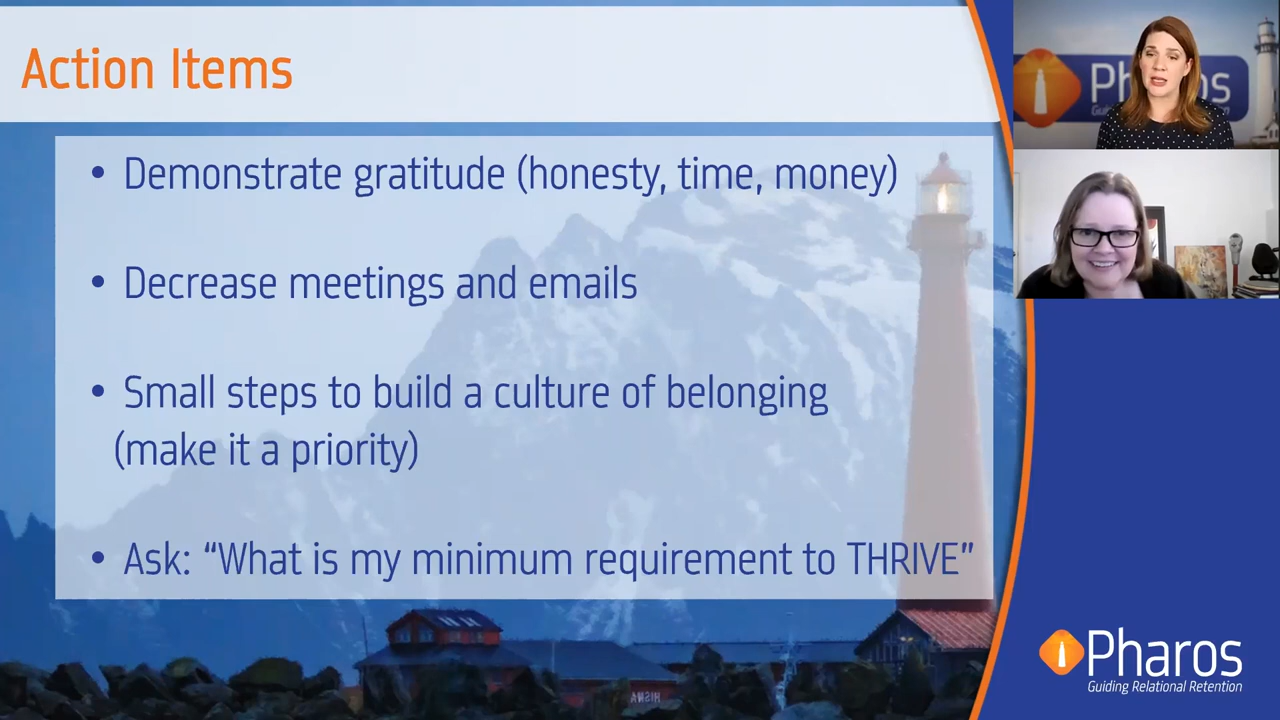 Action Items
• Demonstrate gratitude (honesty, time, money)
• Decrease meetings and emails
• Small steps to build a culture of belonging
(make it a priority)
• Ask: “What is my minimum requirement to THRIVE”
Pharos
Pharos
Guiding Relational Retention